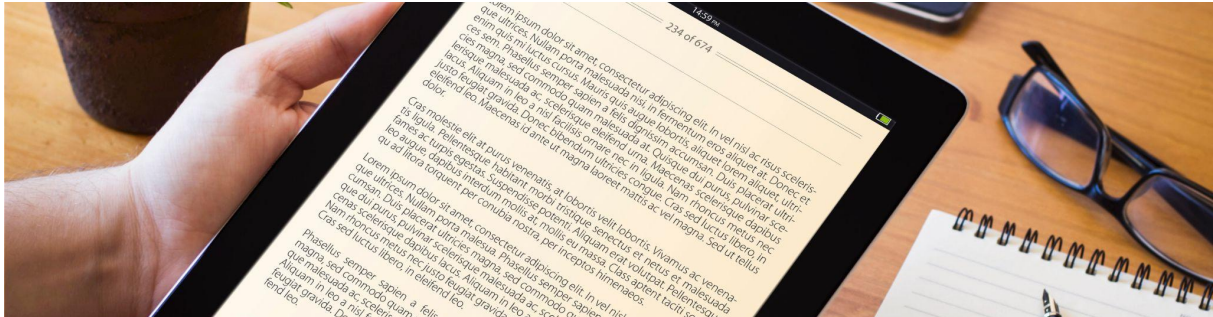 14:59 PM
234 of 674
Lorem ipsum dolor sit amet, consectetur adipiscing elit. In vel nisl ac risus sceleris-
que ultrices. Nullam porta malesuada nisi, in fermentum eros aliquet at. Donec et
enim quis mi luctus cursus. Mauris quis augue lobortis, aliquet lorem aliquet, ultri-
ces sem. Phasellus semper sapien a felis dignissim accumsan. Duis placerat ultri-
cies magna, sed commodo quam malesuada at. Quisque dui purus, pulvinar sce-
lerisque malesuada ac, scelerisque eleifend urna. Maecenas scelerisque dapibus
lacus. Aliquam in leo a nisl facilisis ornare nec in ligula. Nam rhoncus metus nec
justo feugiat gravida. Donec bibendum ultricies congue. Cras sed luctus libero, in
eleifend leo. Maecenas id ante ut magna laoreet mattis ac vel magna. Sed ut tellus
dolor.
Cras molestie elit at purus venenatis, at lobortis velit lobortis. Vivamus ac venena-
tis ligula. Pellentesque habitant morbi tristique senectus et netus et malesuada
fames ac turpis egestas. Suspendisse potenti. Aliquam erat volutpat. Pellentesqu
leo augue, dapibus interdum mollis at, mollis eu massa. Class aptent taciti so
qu ad litora torquent per conubia nostra, per inceptos himenaeos.
Lorem ipsum dolor sit amet, consectetur adipiscing elit. In vel nisl
que ultrices. Nullam porta malesua. Phasellus semper sapien
cumsan. Duis placerat ultricies magna, sed commodo qu
que dui purus, pulvinar scelerisque malesuada ac, scel
cenas scelerisque dapibus lacus. Aliquam in leo a
Nam rhoncus metus nec justo feugiat gravida
Cras sed luctus libero, in eleifend leo.
Phasellus semper sapien a felis
magna, sed commodo quam
que malesuada ac, sceleri
Aliquam in leo a nisl f
feugiat gravida. Do
fend leo.